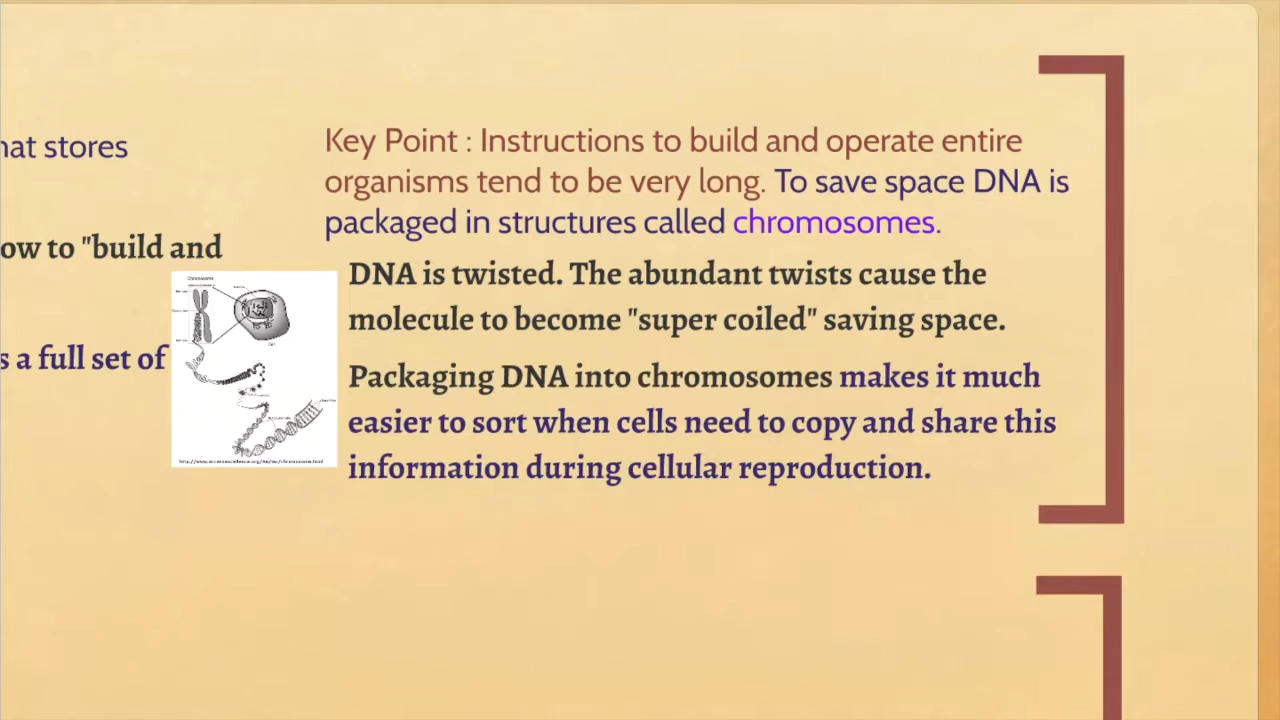 hat stores
ow to "build and
s a full set of
Key Point : Instructions to build and operate entire
organisms tend to be very long. To save space DNA is
packaged in structures called chromosomes.
DNA is twisted. The abundant twists cause the
molecule to become "super coiled" saving space.
Packaging DNA into chromosomes makes it much
easier to sort when cells need to copy and share this
information during cellular reproduction.
Chromosome
Cell